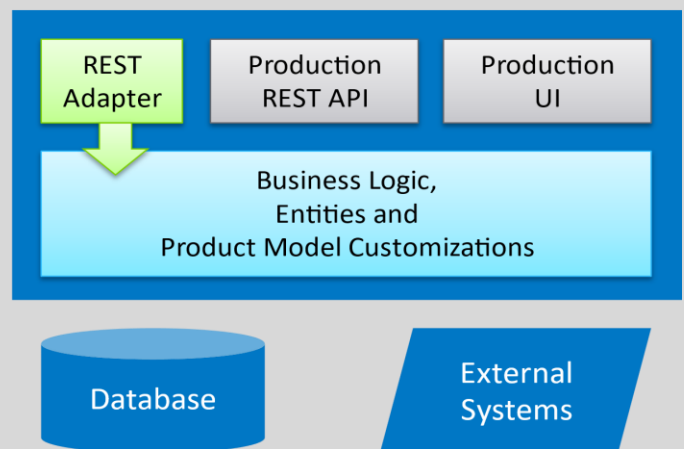 REST
Adapter
Production
REST API
Production
UI
Business Logic,
Entities and
Product Model Customizations
Database
External
Systems